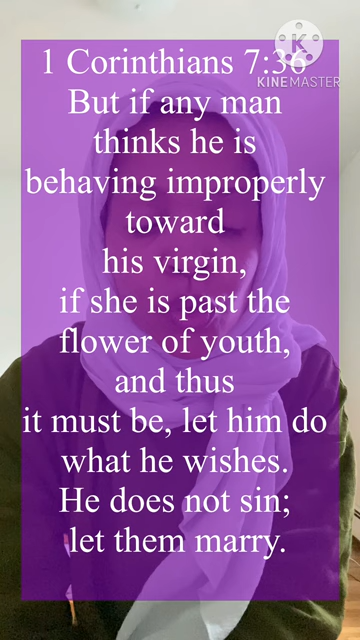 1 Corinthians 7:36
But if any man
thinks he is
behaving improperly
toward
his virgin,
if she is past the
flower of youth,
and thus
it must be, let him do
what he wishes.
He does not sin;
let them marry.
K
KINEMASTER